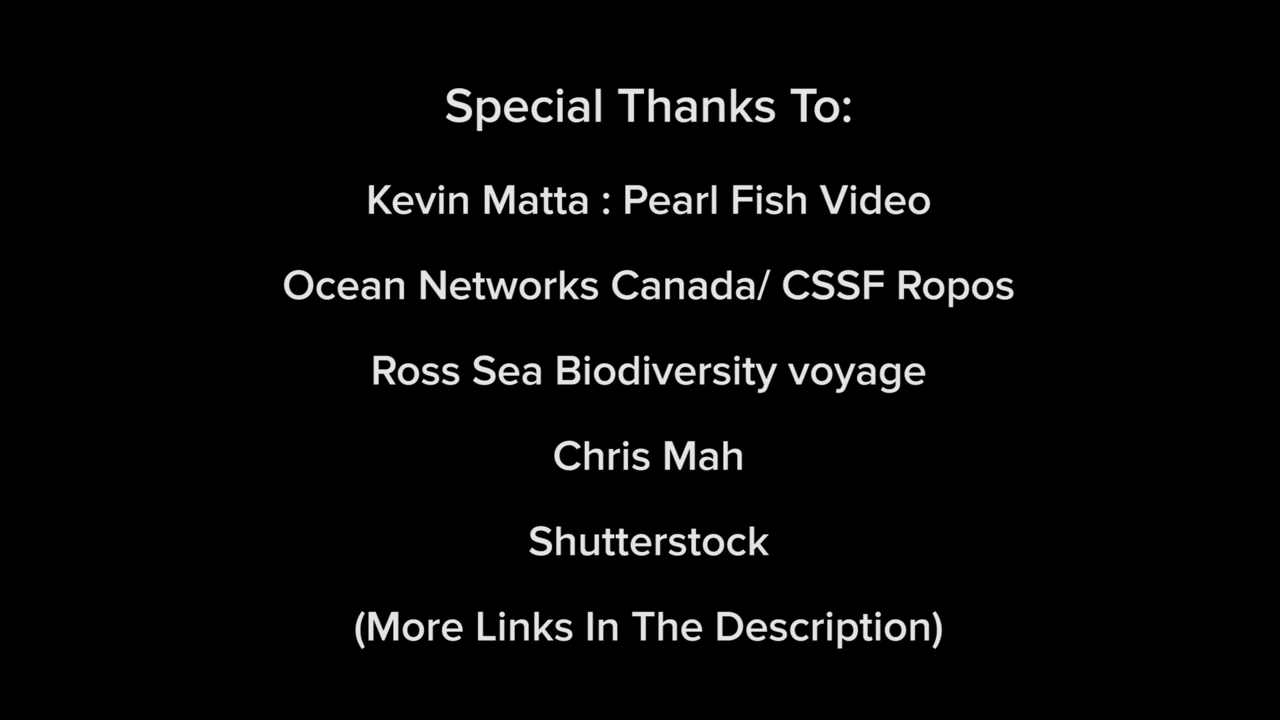 Special Thanks To:
Kevin Matta : Pearl Fish Video
Ocean Networks Canada/ CSSF Ropos
Ross Sea Biodiversity voyage
Chris Mah
Shutterstock
(More Links In The Description)